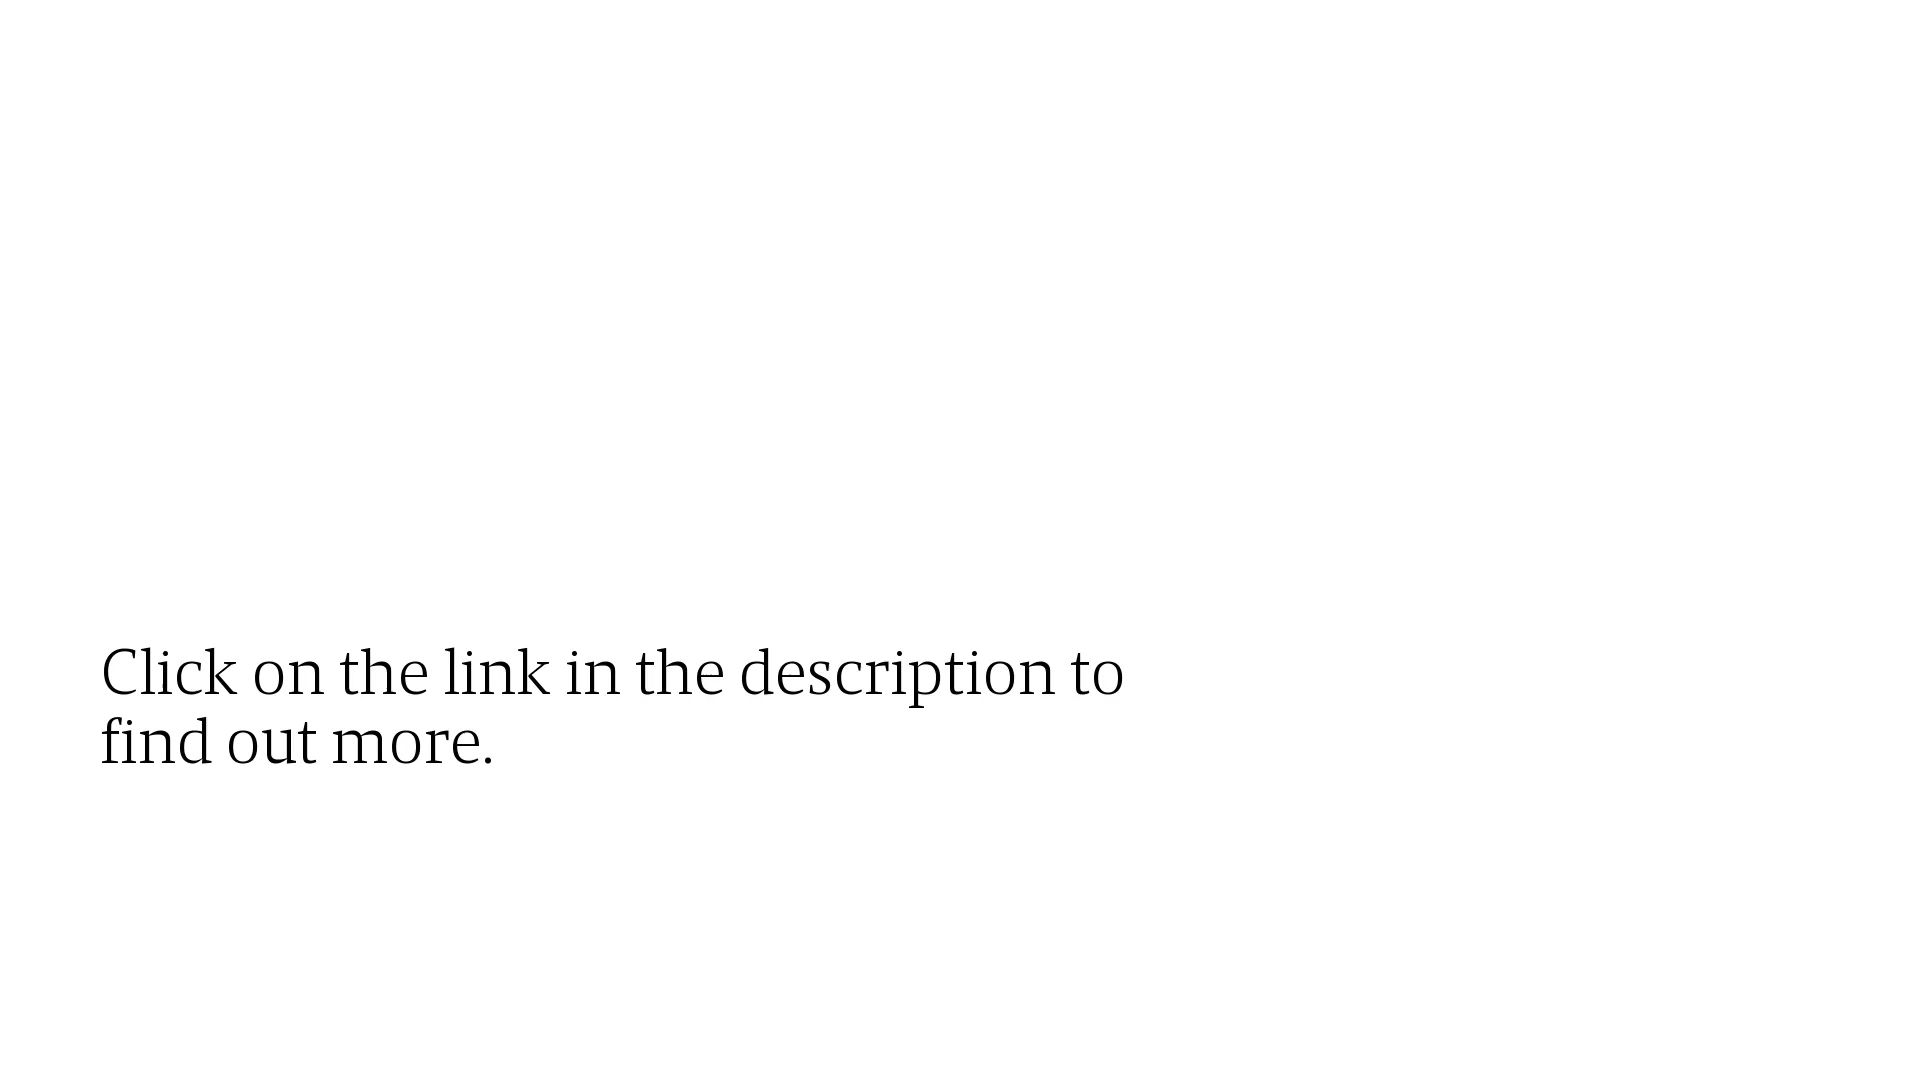 Click on the link in the description to
find out more.